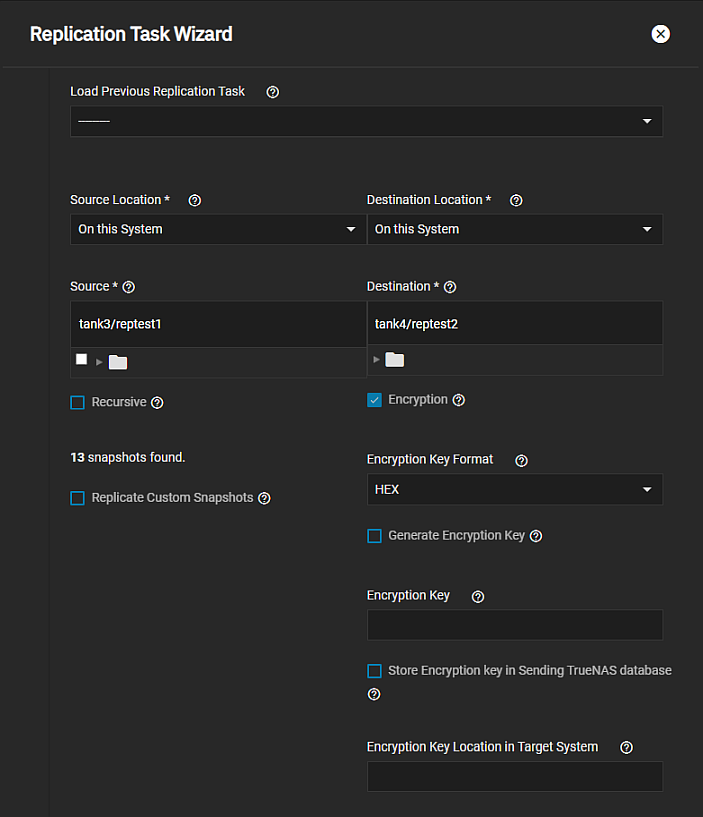 Replication Task Wizard
Load Previous Replication Task
---------
Source Location *
Destination Location *
On this System
On this System
Source *
Destination *
tank3/reptest1
tank4/reptest2
Recursive
Encryption
13 snapshots found.
Encryption Key Format
HEX
Replicate Custom Snapshots
Generate Encryption Key
Encryption Key
Store Encryption key in Sending TrueNAS database
Encryption Key Location in Target System